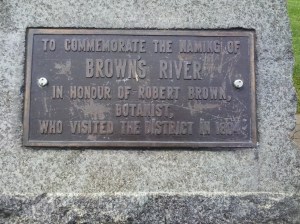 TO COMMEMORATE THE NAMING OF
BROWNS RIVER
IN HONOUR OF ROBERT BROWN,
BOTANIST,
WHO VISITED THE DISTRICT IN